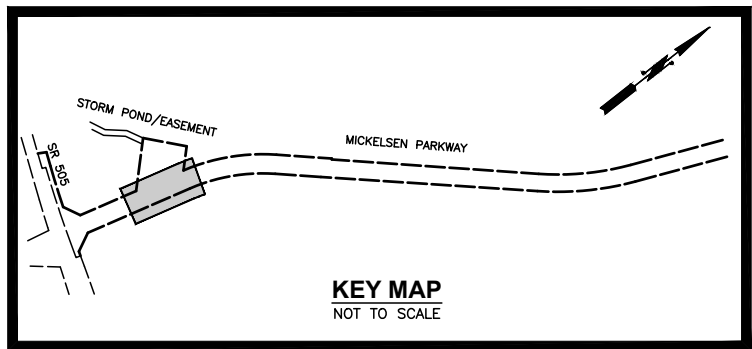 STORM POND/EASEMENT
MICKELSEN PARKWAY
SR 505
KEY MAP
NOT TO SCALE